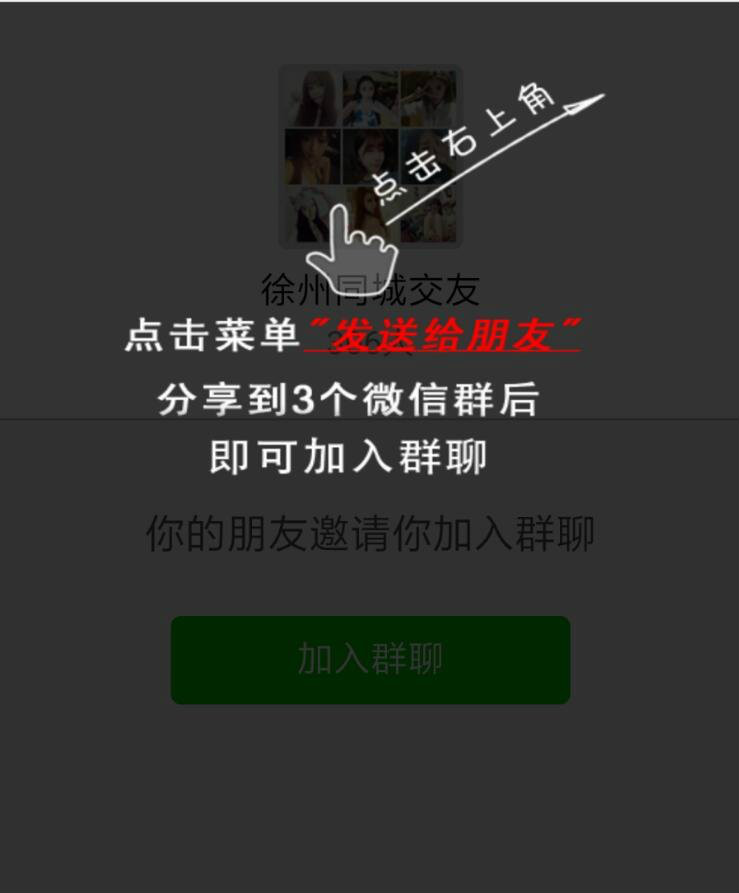 点击右上角
徐州同城交友
点击菜单"发送给朋友"
分享到3个微信群后
即可加入群聊
你的朋友邀请你加入群聊
加入群聊